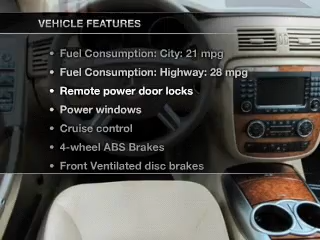 VEHICLE FEATURES
• Fuel Consumption: City: 21 mpg
• Fuel Consumption: Highway: 28 mpg
• Remote power door locks
• Power windows
• Cruise control
• 4-wheel ABS Brakes
• Front Ventilated disc brakes